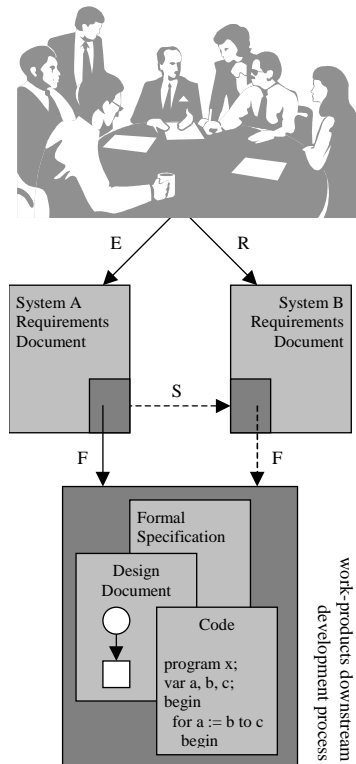 E
R
System A
Requirements
Document
System B
Requirements
Document
S
F
F
Formal
Specification
Design
Document
Code
program x;
var a, b, c;
begin
for a := b to c
begin
work-products downstream
development process